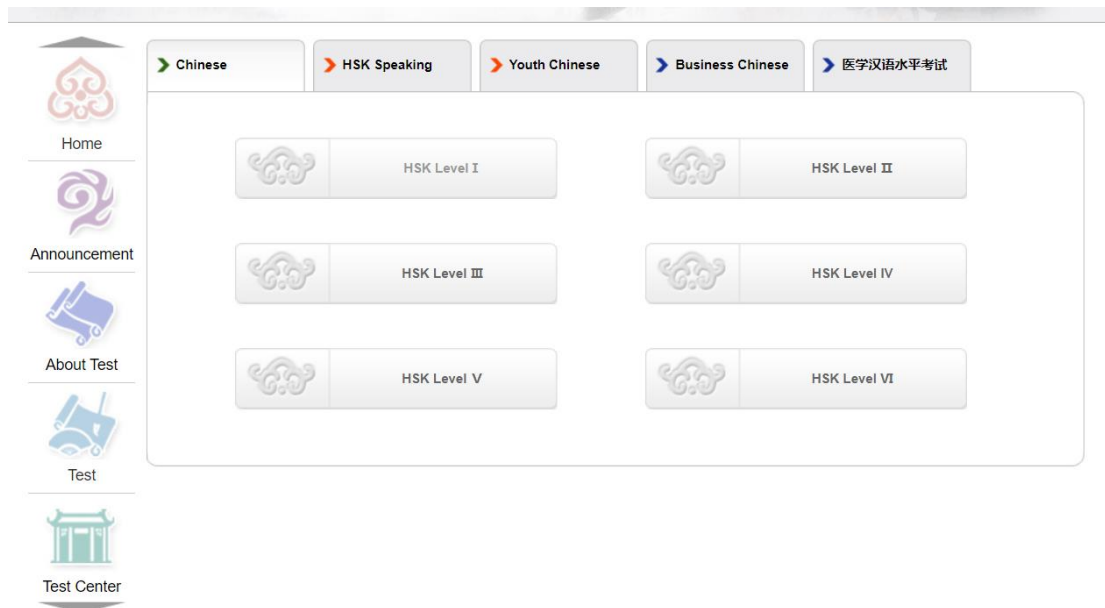 Chinese
HSK Speaking
Youth Chinese
Business Chinese
医学汉语水平考试
Home
Announcement
About Test
Test
Test Center
HSK Level I
HSK Level Ⅱ
HSK Level Ⅲ
HSK Level Ⅳ
HSK Level Ⅴ
HSK Level Ⅵ